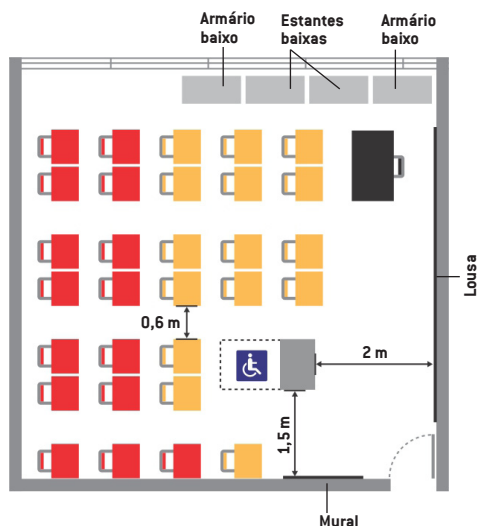 Armário
baixo
Estantes
baixas
Armário
baixo
Lousa
0,6 m
2 m
1,5 m
Mural